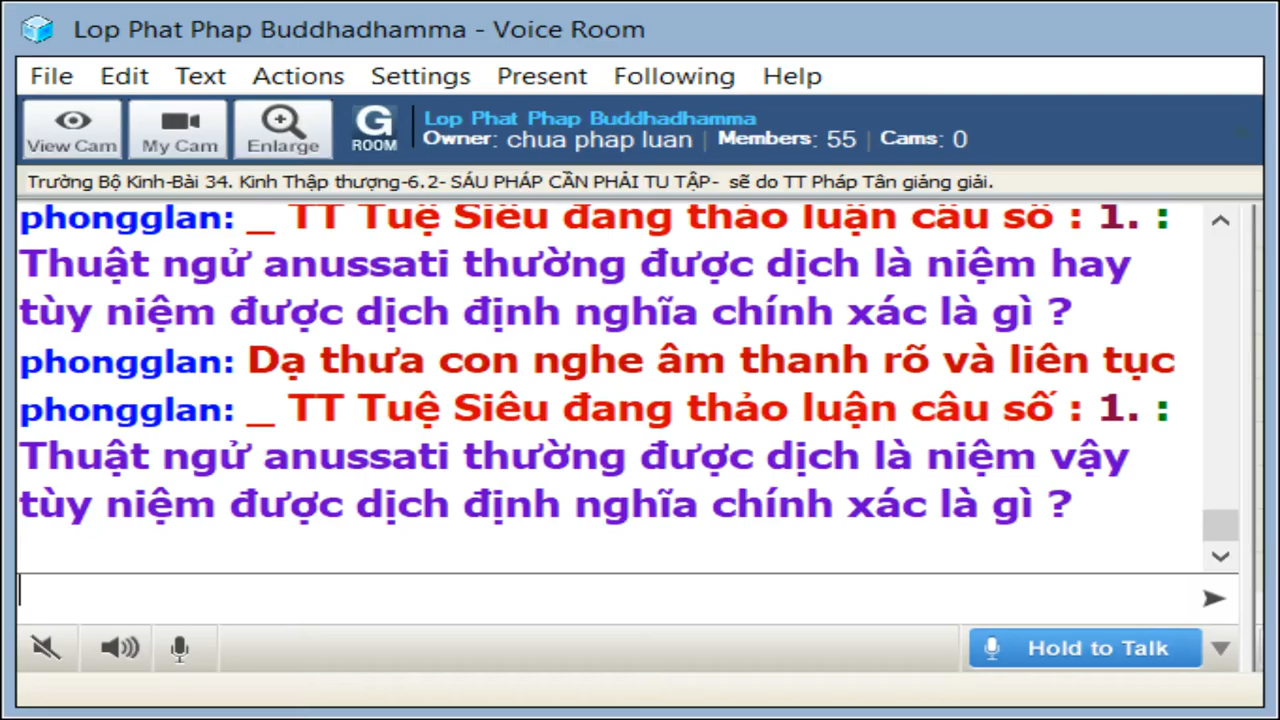 Lop Phat Phap Buddhadhamma - Voice Room
File Edit Text Actions Settings Present Following Help
View Cam My Cam Enlarge G ROOM
Lop Phat Phap Buddhadhamma
Owner: chua phap luan | Members: 55 | Cams: 0
Trường Bộ Kinh-Bài 34. Kinh Thập thượng-6.2- SÁU PHÁP CẦN PHẢI TU TẬP- sẽ do TT Pháp Tân giảng giải.
phongglan: _ TT Tuệ Siêu đang thảo luận câu số : 1. :
Thuật ngử anussati thường được dịch là niệm hay
tùy niệm được dịch định nghĩa chính xác là gì ?
phongglan: Dạ thưa con nghe âm thanh rõ và liên tục
phongglan: _ TT Tuệ Siêu đang thảo luận câu số : 1. :
Thuật ngử anussati thường được dịch là niệm vậy
tùy niệm được dịch định nghĩa chính xác là gì ?
Hold to Talk